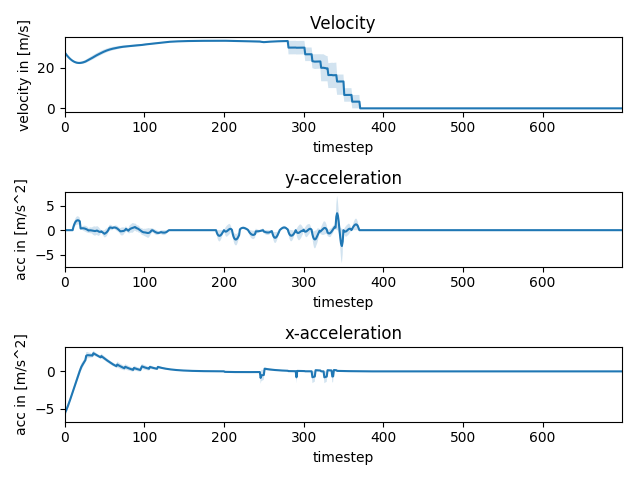 Velocity
velocity in [m/s]
20
0
0 100 200 300 400 500 600
timestep
y-acceleration
acc in [m/s^2]
5
0
−5
0 100 200 300 400 500 600
timestep
x-acceleration
acc in [m/s^2]
0
−5
0 100 200 300 400 500 600
timestep